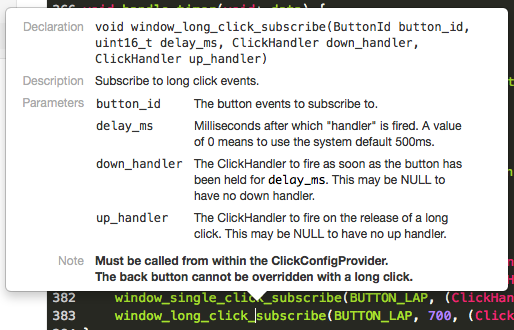 366 void handle_timer(void* data) {
Declaration void window_long_click_subscribe(ButtonId button_id,
uint16_t delay_ms, ClickHandler down_handler,
ClickHandler up_handler)
Description Subscribe to long click events.
Parameters button_id The button events to subscribe to.
delay_ms Milliseconds after which "handler" is fired. A value
of 0 means to use the system default 500ms.
down_handler The ClickHandler to fire as soon as the button has
been held for delay_ms. This may be NULL to
have no down handler.
up_handler The ClickHandler to fire on the release of a long
click. This may be NULL to have no up handler.
Note Must be called from within the ClickConfigProvider.
The back button cannot be overridden with a long click.
382 window_single_click_subscribe(BUTTON_LAP, (ClickHan
383 window_long_click_subscribe(BUTTON_LAP, 700, (Click